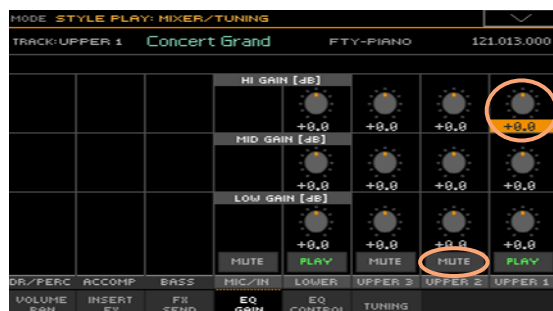 MODE STYLE PLAY: MIXER/TUNING
TRACK:UPPER 1 Concert Grand FTY-PIANO 121.013.000
HI GAIN [dB]
+0.0 +0.0 +0.0 +0.0
MID GAIN [dB]
+0.0 +0.0 +0.0 +0.0
LOW GAIN [dB]
+0.0 +0.0 +0.0 +0.0
MUTE PLAY MUTE MUTE PLAY
DR/PERC ACCOMP BASS MIC/IN LOWER UPPER 3 UPPER 2 UPPER 1
VOLUME INSERT FX EQ EQ TUNING
PAN FX SEND GAIN CONTROL